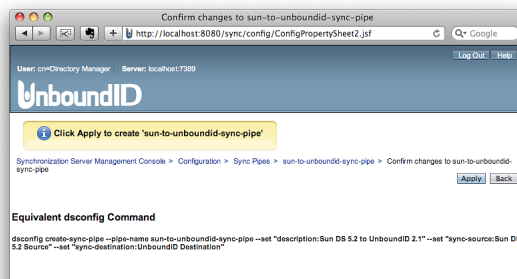 Confirm changes to sun-to-unboundid-sync-pipe
http://localhost:8080/sync/config/ConfigPropertySheet2.jsf
Google
Log Out Help
User: cn=Directory Manager Server: localhost:7389
UnboundID
Click Apply to create 'sun-to-unboundid-sync-pipe'
Synchronization Server Management Console > Configuration > Sync Pipes > sun-to-unboundid-sync-pipe > Confirm changes to sun-to-unboundid-
sync-pipe
Apply Back
Equivalent dsconfig Command
dsconfig create-sync-pipe --pipe-name sun-to-unboundid-sync-pipe --set "description:Sun DS 5.2 to UnboundID 2.1" --set "sync-source:Sun D
5.2 Source" --set "sync-destination:UnboundID Destination"